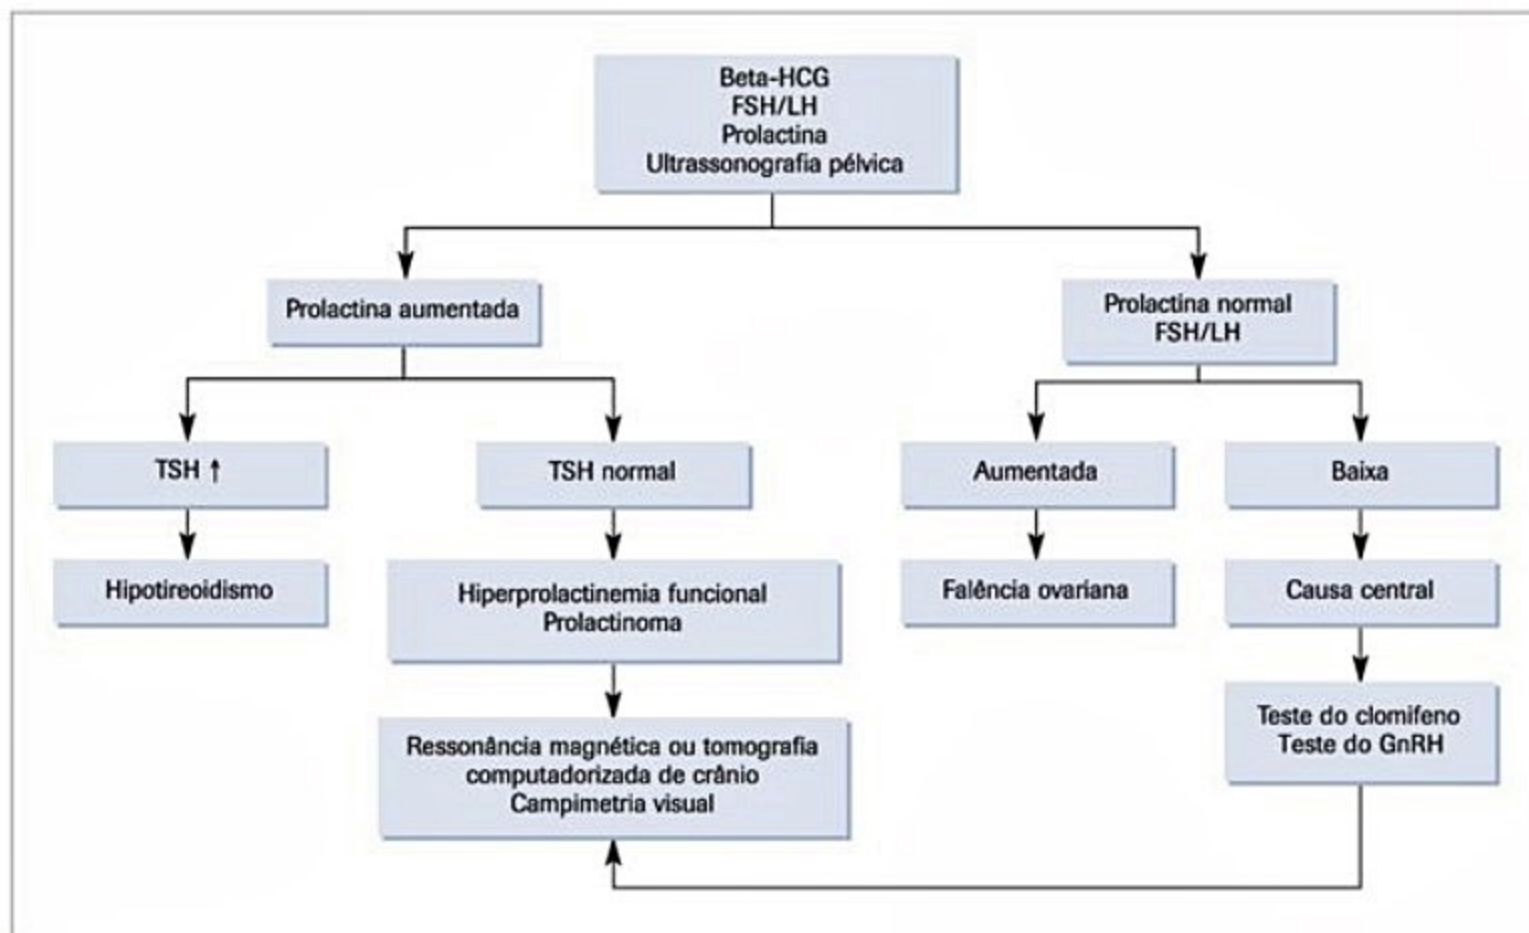 Beta-HCG
FSH/LH
Prolactina
Ultrassonografia pélvica
Prolactina aumentada
Prolactina normal
FSH/LH
TSH ↑
TSH normal
Aumentada
Baixa
Hipotireoidismo
Hiperprolactinemia funcional
Prolactinoma
Falência ovariana
Causa central
Ressonância magnética ou tomografia
computadorizada de crânio
Campimetria visual
Teste do clomifeno
Teste do GnRH